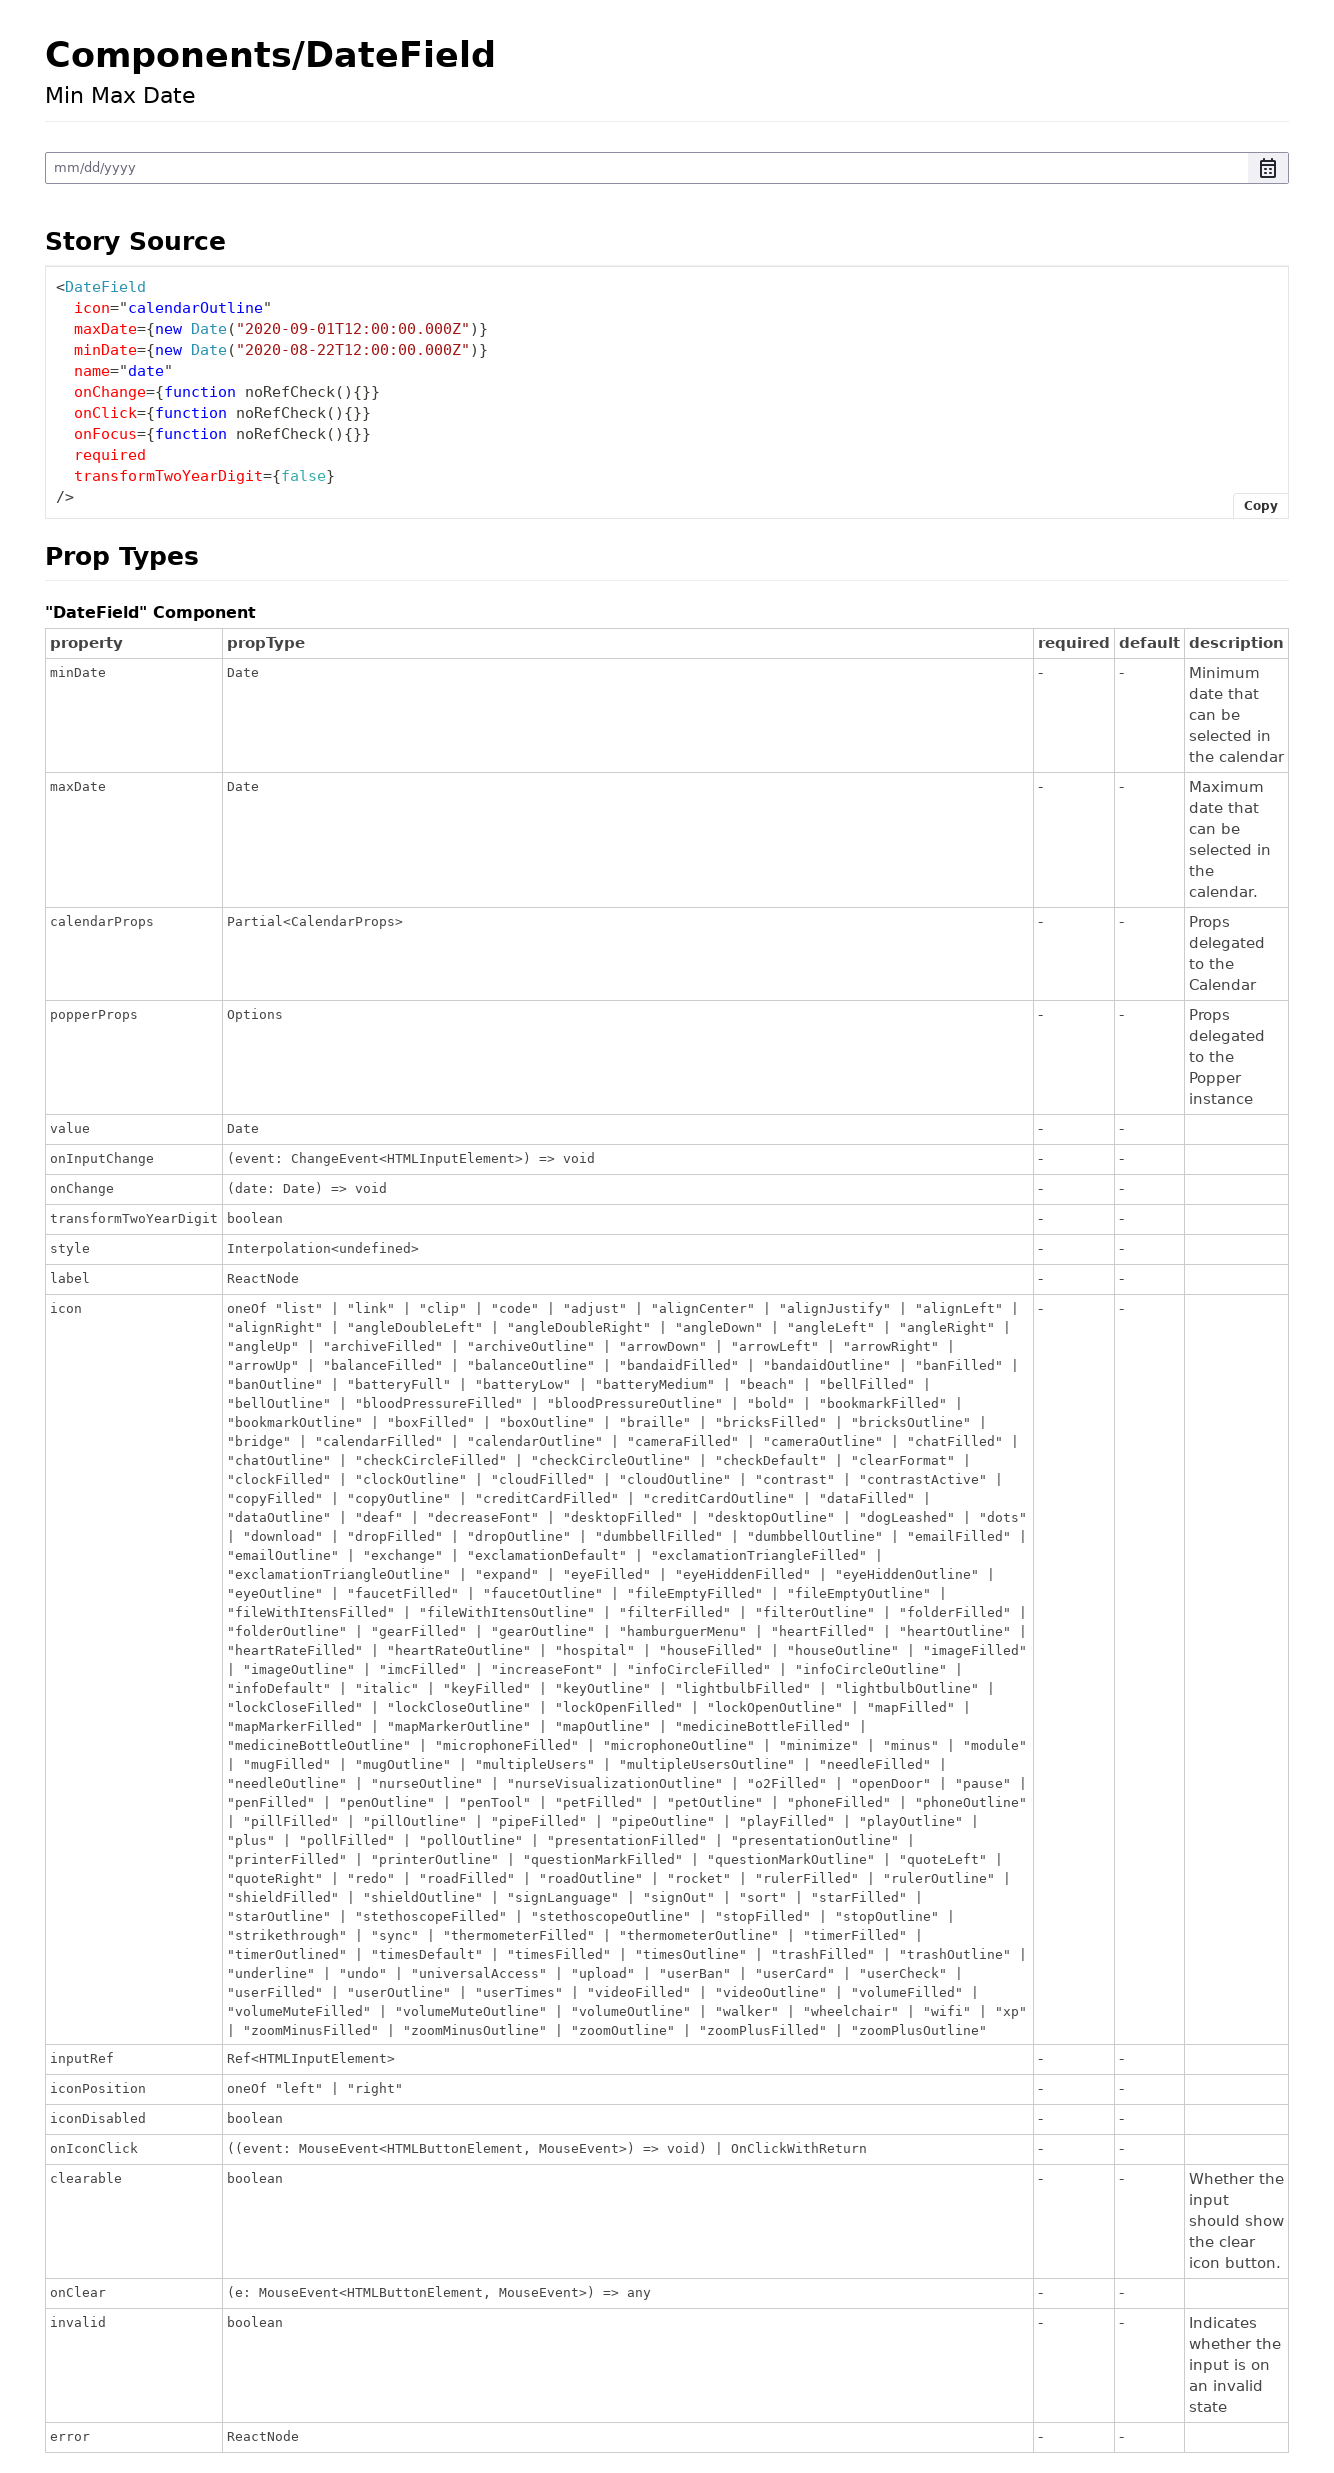 Components/DateField
Min Max Date
mm/dd/yyyy
Story Source
<DateField
  icon="calendarOutline"
  maxDate={new Date("2020-09-01T12:00:00.000Z")}
  minDate={new Date("2020-08-22T12:00:00.000Z")}
  name="date"
  onChange={function noRefCheck(){}}
  onClick={function noRefCheck(){}}
  onFocus={function noRefCheck(){}}
  required
  transformTwoYearDigit={false}
/>
Copy
Prop Types
"DateField" Component
property propType required default description
minDate Date - - Minimum
date that
can be
selected in
the calendar
maxDate Date - - Maximum
date that
can be
selected in
the
calendar.
calendarProps Partial<CalendarProps> - - Props
delegated
to the
Calendar
popperProps Options - - Props
delegated
to the
Popper
instance
value Date - -
onInputChange (event: ChangeEvent<HTMLInputElement>) => void - -
onChange (date: Date) => void - -
transformTwoYearDigit boolean - -
style Interpolation<undefined> - -
label ReactNode - -
icon oneOf "list" | "link" | "clip" | "code" | "adjust" | "alignCenter" | "alignJustify" | "alignLeft" | - -
"alignRight" | "angleDoubleLeft" | "angleDoubleRight" | "angleDown" | "angleLeft" | "angleRight" |
"angleUp" | "archiveFilled" | "archiveOutline" | "arrowDown" | "arrowLeft" | "arrowRight" |
"arrowUp" | "balanceFilled" | "balanceOutline" | "bandaidFilled" | "bandaidOutline" | "banFilled" |
"banOutline" | "batteryFull" | "batteryLow" | "batteryMedium" | "beach" | "bellFilled" |
"bellOutline" | "bloodPressureFilled" | "bloodPressureOutline" | "bold" | "bookmarkFilled" |
"bookmarkOutline" | "boxFilled" | "boxOutline" | "braille" | "bricksFilled" | "bricksOutline" |
"bridge" | "calendarFilled" | "calendarOutline" | "cameraFilled" | "cameraOutline" | "chatFilled" |
"chatOutline" | "checkCircleFilled" | "checkCircleOutline" | "checkDefault" | "clearFormat" |
"clockFilled" | "clockOutline" | "cloudFilled" | "cloudOutline" | "contrast" | "contrastActive" |
"copyFilled" | "copyOutline" | "creditCardFilled" | "creditCardOutline" | "dataFilled" |
"dataOutline" | "deaf" | "decreaseFont" | "desktopFilled" | "desktopOutline" | "dogLeashed" | "dots"
| "download" | "dropFilled" | "dropOutline" | "dumbbellFilled" | "dumbbellOutline" | "emailFilled" |
"emailOutline" | "exchange" | "exclamationDefault" | "exclamationTriangleFilled" |
"exclamationTriangleOutline" | "expand" | "eyeFilled" | "eyeHiddenFilled" | "eyeHiddenOutline" |
"eyeOutline" | "faucetFilled" | "faucetOutline" | "fileEmptyFilled" | "fileEmptyOutline" |
"fileWithItensFilled" | "fileWithItensOutline" | "filterFilled" | "filterOutline" | "folderFilled" |
"folderOutline" | "gearFilled" | "gearOutline" | "hamburguerMenu" | "heartFilled" | "heartOutline" |
"heartRateFilled" | "heartRateOutline" | "hospital" | "houseFilled" | "houseOutline" | "imageFilled"
| "imageOutline" | "imcFilled" | "increaseFont" | "infoCircleFilled" | "infoCircleOutline" |
"infoDefault" | "italic" | "keyFilled" | "keyOutline" | "lightbulbFilled" | "lightbulbOutline" |
"lockCloseFilled" | "lockCloseOutline" | "lockOpenFilled" | "lockOpenOutline" | "mapFilled" |
"mapMarkerFilled" | "mapMarkerOutline" | "mapOutline" | "medicineBottleFilled" |
"medicineBottleOutline" | "microphoneFilled" | "microphoneOutline" | "minimize" | "minus" | "module"
| "mugFilled" | "mugOutline" | "multipleUsers" | "multipleUsersOutline" | "needleFilled" |
"needleOutline" | "nurseOutline" | "nurseVisualizationOutline" | "o2Filled" | "openDoor" | "pause" |
"penFilled" | "penOutline" | "penTool" | "petFilled" | "petOutline" | "phoneFilled" | "phoneOutline"
| "pillFilled" | "pillOutline" | "pipeFilled" | "pipeOutline" | "playFilled" | "playOutline" |
"plus" | "pollFilled" | "pollOutline" | "presentationFilled" | "presentationOutline" |
"printerFilled" | "printerOutline" | "questionMarkFilled" | "questionMarkOutline" | "quoteLeft" |
"quoteRight" | "redo" | "roadFilled" | "roadOutline" | "rocket" | "rulerFilled" | "rulerOutline" |
"shieldFilled" | "shieldOutline" | "signLanguage" | "signOut" | "sort" | "starFilled" |
"starOutline" | "stethoscopeFilled" | "stethoscopeOutline" | "stopFilled" | "stopOutline" |
"strikethrough" | "sync" | "thermometerFilled" | "thermometerOutline" | "timerFilled" |
"timerOutlined" | "timesDefault" | "timesFilled" | "timesOutline" | "trashFilled" | "trashOutline" |
"underline" | "undo" | "universalAccess" | "upload" | "userBan" | "userCard" | "userCheck" |
"userFilled" | "userOutline" | "userTimes" | "videoFilled" | "videoOutline" | "volumeFilled" |
"volumeMuteFilled" | "volumeMuteOutline" | "volumeOutline" | "walker" | "wheelchair" | "wifi" | "xp"
| "zoomMinusFilled" | "zoomMinusOutline" | "zoomOutline" | "zoomPlusFilled" | "zoomPlusOutline"
inputRef Ref<HTMLInputElement> - -
iconPosition oneOf "left" | "right" - -
iconDisabled boolean - -
onIconClick ((event: MouseEvent<HTMLButtonElement, MouseEvent>) => void) | OnClickWithReturn - -
clearable boolean - - Whether the
input
should show
the clear
icon button.
onClear (e: MouseEvent<HTMLButtonElement, MouseEvent>) => any - -
invalid boolean - - Indicates
whether the
input is on
an invalid
state
error ReactNode - -